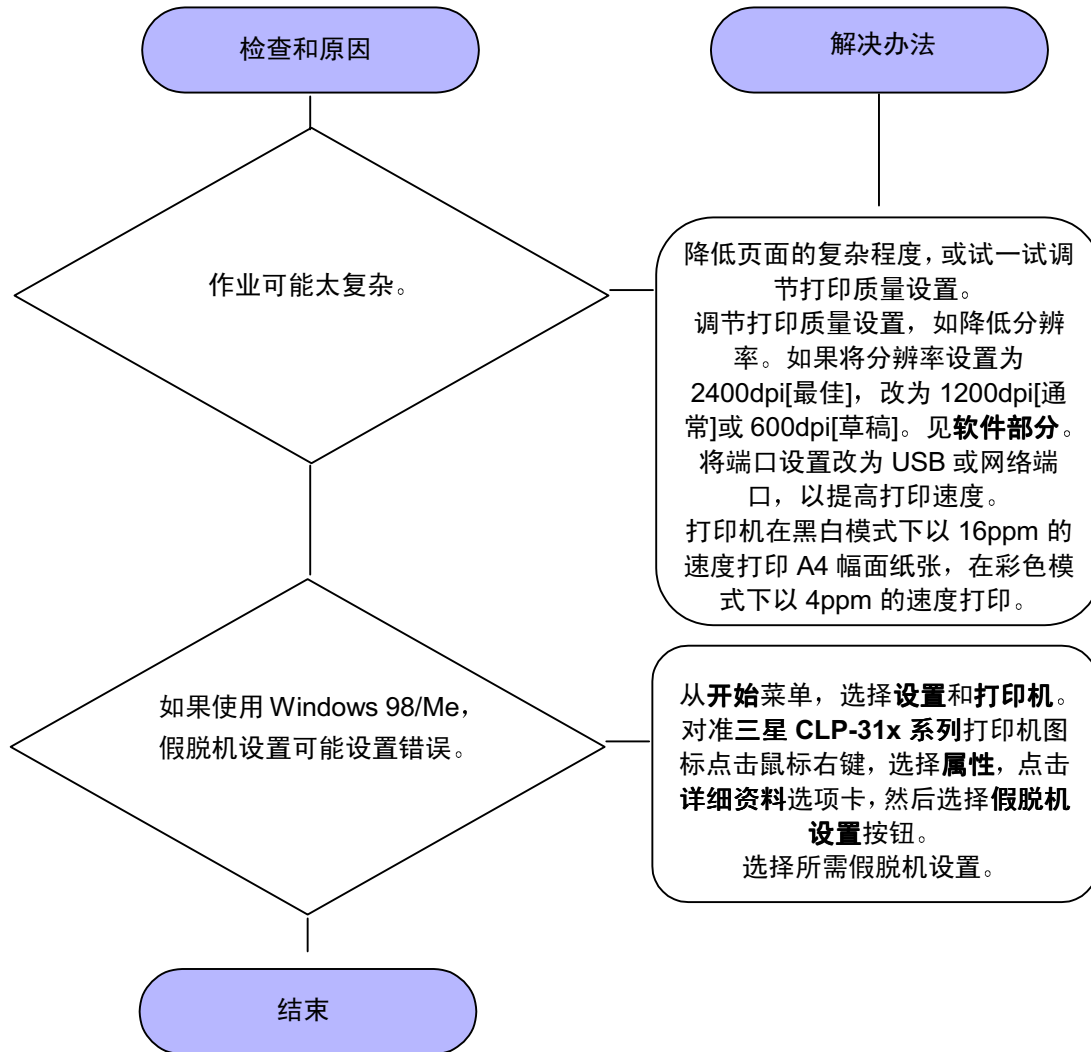 检查和原因
解决办法
作业可能太复杂。
降低页面的复杂程度，或试一试调
节打印质量设置。
调节打印质量设置，如降低分辨
率。如果将分辨率设置为
2400dpi[最佳]，改为 1200dpi[通
常]或 600dpi[草稿]。见软件部分。
将端口设置改为 USB 或网络端
口，以提高打印速度。
打印机在黑白模式下以 16ppm 的
速度打印 A4 幅面纸张，在彩色模
式下以 4ppm 的速度打印。
如果使用 Windows 98/Me，
假脱机设置可能设置错误。
从开始菜单，选择设置和打印机。
对准三星 CLP-31x 系列打印机图
标点击鼠标右键，选择属性，点击
详细资料选项卡，然后选择假脱机
设置按钮。
选择所需假脱机设置。
结束